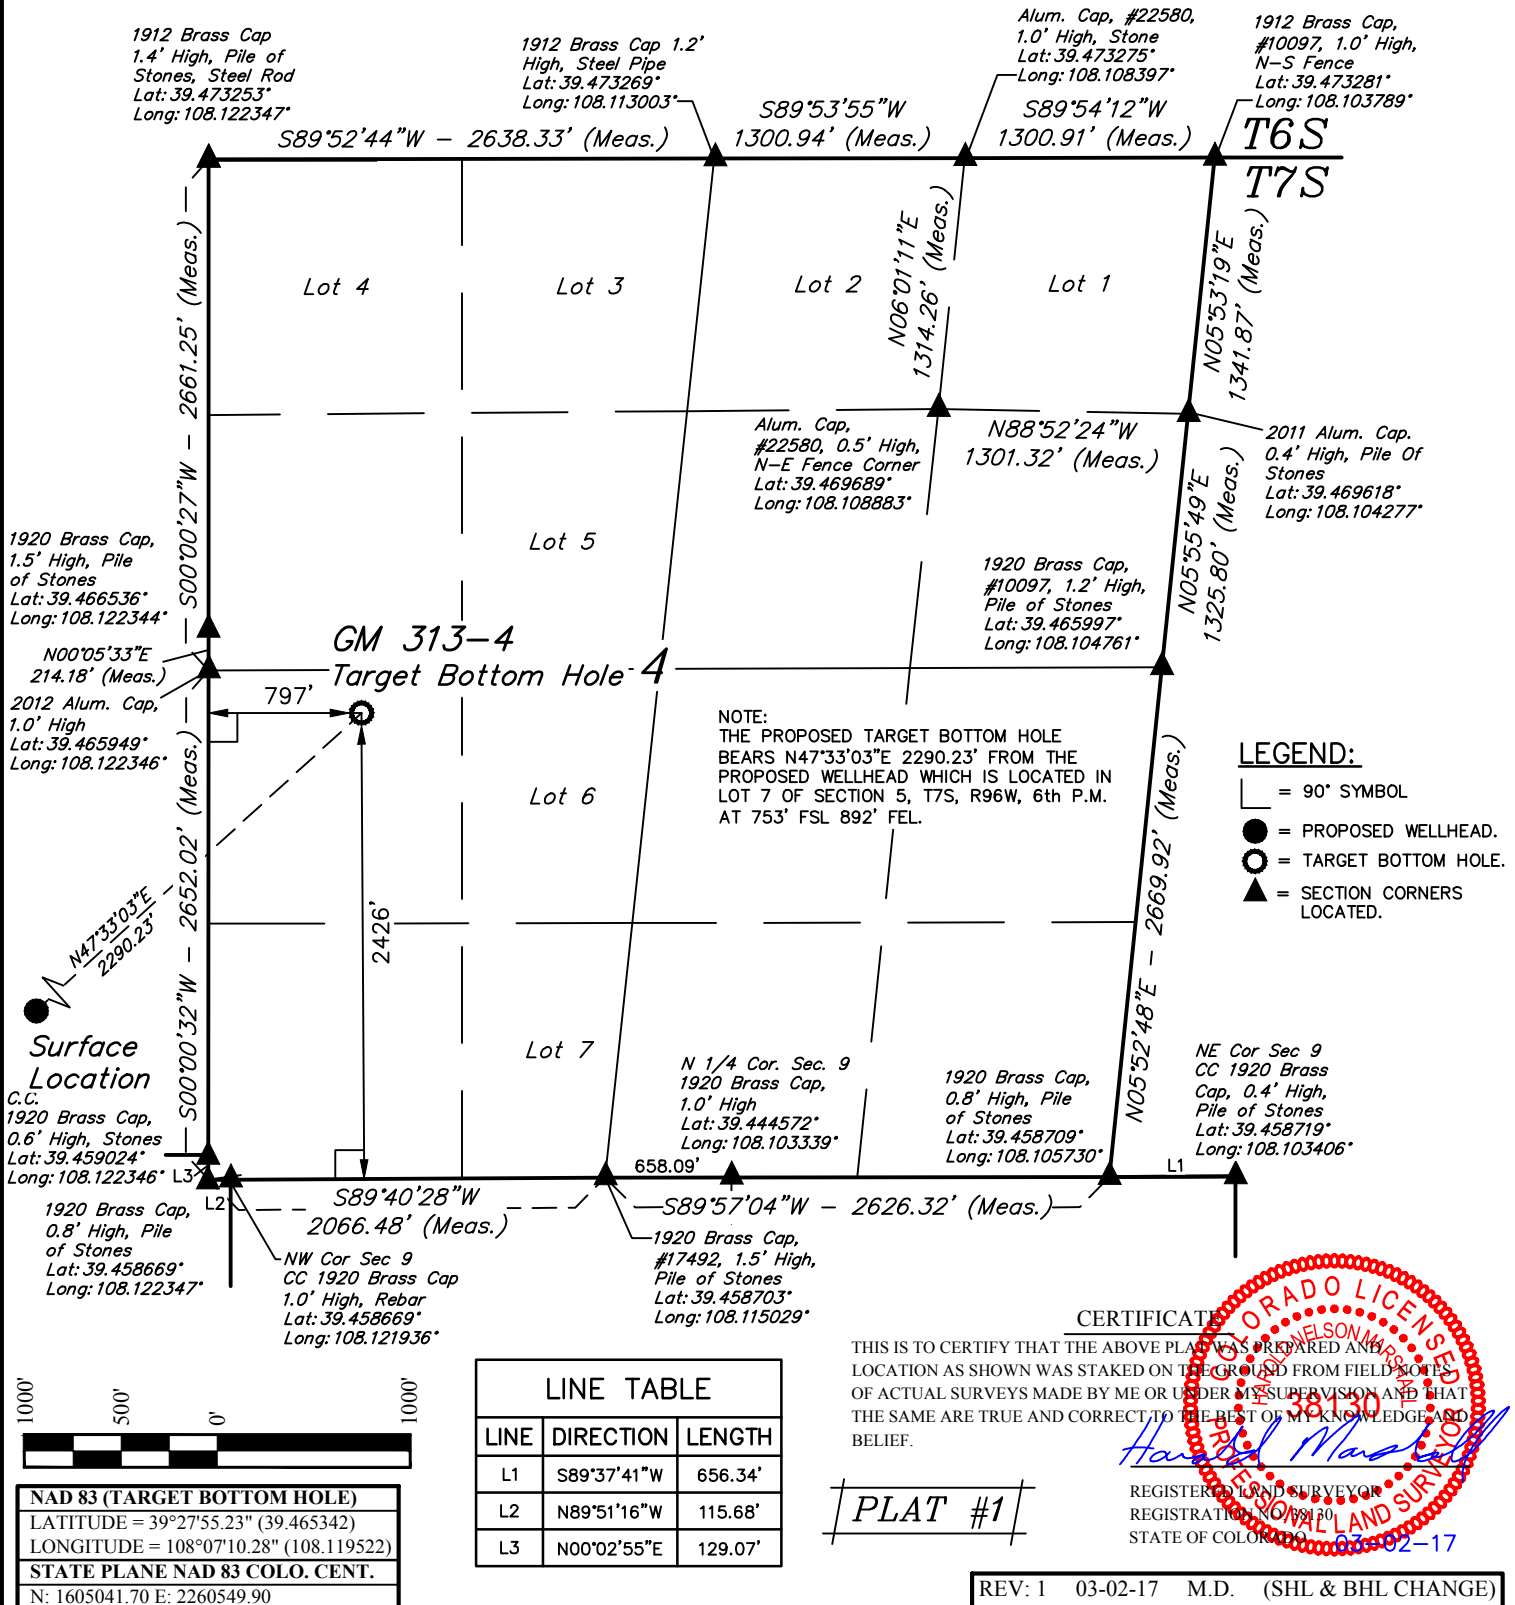 1912 Brass Cap
1.4' High, Pile of
Stones, Steel Rod
Lat: 39.473253°
Long: 108.122347°
1912 Brass Cap 1.2'
High, Steel Pipe
Lat: 39.473269°
Long: 108.113003°
Alum. Cap, #22580,
1.0' High, Stone
Lat: 39.473275°
Long: 108.108397°
1912 Brass Cap,
#10097, 1.0' High,
N-S Fence
Lat: 39.473281°
Long: 108.103789°
S89°52'44"W - 2638.33' (Meas.)
S89°53'55"W
1300.94' (Meas.)
S89°54'12"W
1300.91' (Meas.)
T6S
T7S
S00°00'27"W - 2661.25' (Meas.)
Lot 4
Lot 3
Lot 2
Lot 1
N06°01'11"E
1314.26' (Meas.)
N05°53'19"E
1341.87' (Meas.)
Alum. Cap,
#22580, 0.5' High,
N-E Fence Corner
Lat: 39.469689°
Long: 108.108883°
N88°52'24"W
1301.32' (Meas.)
2011 Alum. Cap.
0.4' High, Pile Of
Stones
Lat: 39.469618°
Long: 108.104277°
N05°55'49"E
1325.80' (Meas.)
1920 Brass Cap,
1.5' High, Pile
of Stones
Lat: 39.466536°
Long: 108.122344°
Lot 5
1920 Brass Cap,
#10097, 1.2' High,
Pile of Stones
Lat: 39.465997°
Long: 108.104761°
N00°05'33"E
214.18' (Meas.)
GM 313-4
Target Bottom Hole
4
2012 Alum. Cap,
1.0' High
Lat: 39.465949°
Long: 108.122346°
797'
NOTE:
THE PROPOSED TARGET BOTTOM HOLE
BEARS N47°33'03"E 2290.23' FROM THE
PROPOSED WELLHEAD WHICH IS LOCATED IN
LOT 7 OF SECTION 5, T7S, R96W, 6th P.M.
AT 753' FSL 892' FEL.
LEGEND:
= 90° SYMBOL
= PROPOSED WELLHEAD.
= TARGET BOTTOM HOLE.
= SECTION CORNERS
LOCATED.
Lot 6
S00°00'32"W - 2652.02' (Meas.)
2426'
N05°52'48"E - 2669.92' (Meas.)
N47°33'03"E
2290.23'
Surface
Location
Lot 7
C.C.
1920 Brass Cap,
0.6' High, Stones
Lat: 39.459024°
Long: 108.122346°
N 1/4 Cor. Sec. 9
1920 Brass Cap,
1.0' High
Lat: 39.444572°
Long: 108.103339°
1920 Brass Cap,
0.8' High, Pile
of Stones
Lat: 39.458709°
Long: 108.105730°
NE Cor Sec 9
CC 1920 Brass
Cap, 0.4' High,
Pile of Stones
Lat: 39.458719°
Long: 108.103406°
L3
L2
658.09'
L1
S89°40'28"W
2066.48' (Meas.)
S89°57'04"W - 2626.32' (Meas.)
1920 Brass Cap,
0.8' High, Pile
of Stones
Lat: 39.458669°
Long: 108.122347°
NW Cor Sec 9
CC 1920 Brass Cap
1.0' High, Rebar
Lat: 39.458669°
Long: 108.121936°
1920 Brass Cap,
#17492, 1.5' High,
Pile of Stones
Lat: 39.458703°
Long: 108.115029°
1000' 500' 0' 1000'
NAD 83 (TARGET BOTTOM HOLE)
LATITUDE = 39°27'55.23" (39.465342)
LONGITUDE = 108°07'10.28" (108.119522)
STATE PLANE NAD 83 COLO. CENT.
N: 1605041.70 E: 2260549.90
LINE TABLE
LINE DIRECTION LENGTH
L1 S89°37'41"W 656.34'
L2 N89°51'16"W 115.68'
L3 N00°02'55"E 129.07'
CERTIFICATE
THIS IS TO CERTIFY THAT THE ABOVE PLAT WAS PREPARED AND
LOCATION AS SHOWN WAS STAKED ON THE GROUND FROM FIELD NOTES
OF ACTUAL SURVEYS MADE BY ME OR UNDER MY SUPERVISION AND THAT
THE SAME ARE TRUE AND CORRECT TO THE BEST OF MY KNOWLEDGE AND
BELIEF.
COLORADO LICENSED
HAROLD NELSON MARSHALL
38130
PROFESSIONAL LAND SURVEYOR
Harold Marshall
REGISTERED LAND SURVEYOR
REGISTRATION NO. 38130
STATE OF COLORADO
03-02-17
PLAT #1
REV: 1 03-02-17 M.D. (SHL & BHL CHANGE)